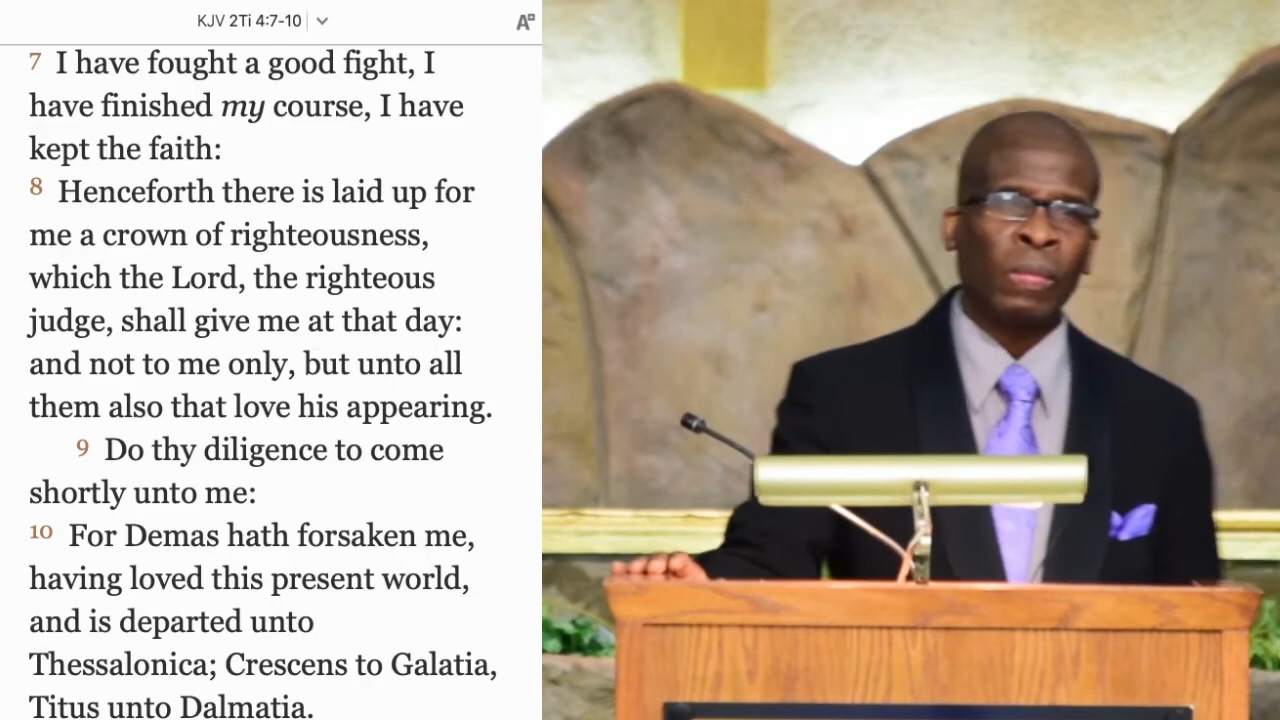 KJV 2Ti 4:7-10
A
7 I have fought a good fight, I
have finished my course, I have
kept the faith:
8 Henceforth there is laid up for
me a crown of righteousness,
which the Lord, the righteous
judge, shall give me at that day:
and not to me only, but unto all
them also that love his appearing.
9 Do thy diligence to come
shortly unto me:
10 For Demas hath forsaken me,
having loved this present world,
and is departed unto
Thessalonica; Crescens to Galatia,
Titus unto Dalmatia.